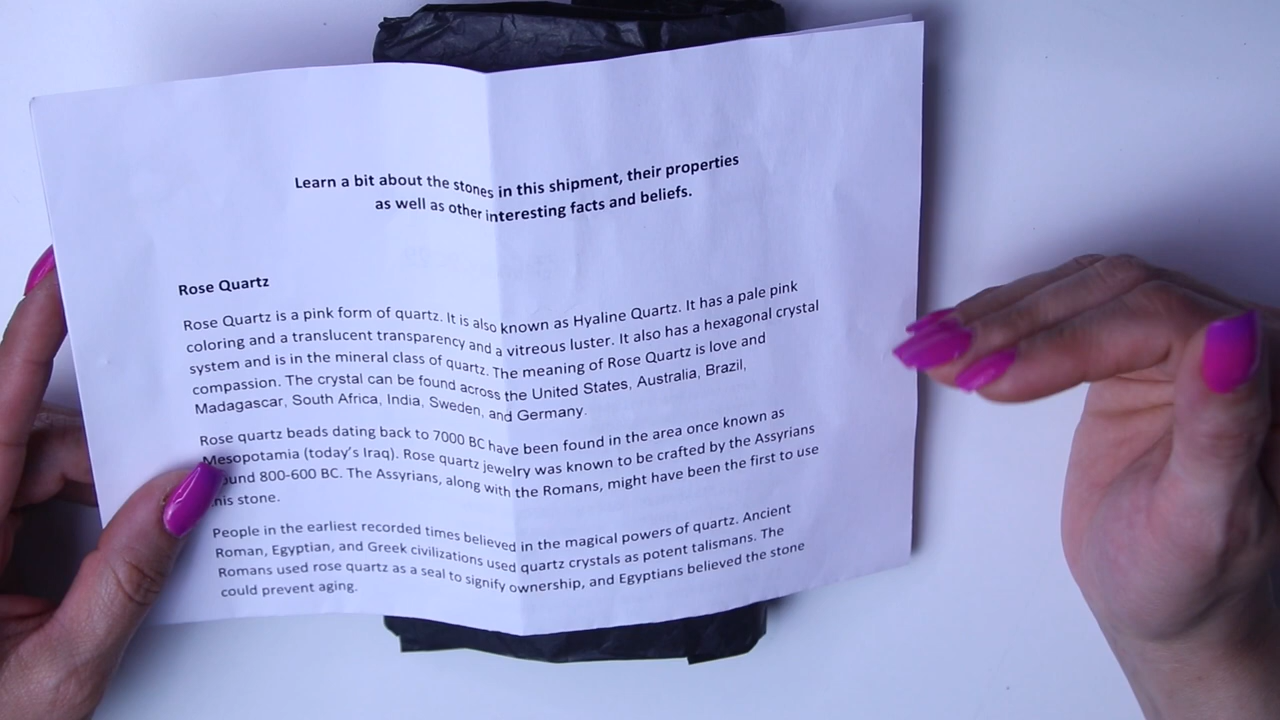 Learn a bit about the stones in this shipment, their properties
as well as other interesting facts and beliefs.
Rose Quartz
Rose Quartz is a pink form of quartz. It is also known as Hyaline Quartz. It has a pale pink
coloring and a translucent transparency and a vitreous luster. It also has a hexagonal crystal
system and is in the mineral class of quartz. The meaning of Rose Quartz is love and
compassion. The crystal can be found across the United States, Australia, Brazil,
Madagascar, South Africa, India, Sweden, and Germany.
Rose quartz beads dating back to 7000 BC have been found in the area once known as
Mesopotamia (today's Iraq). Rose quartz jewelry was known to be crafted by the Assyrians
800-600 BC. The Assyrians, along with the Romans, might have been the first to use
stone.
People in the earliest recorded times believed in the magical powers of quartz. Ancient
Roman, Egyptian, and Greek civilizations used quartz crystals as potent talismans. The
Romans used rose quartz as a seal to signify ownership, and Egyptians believed the stone
could prevent aging.